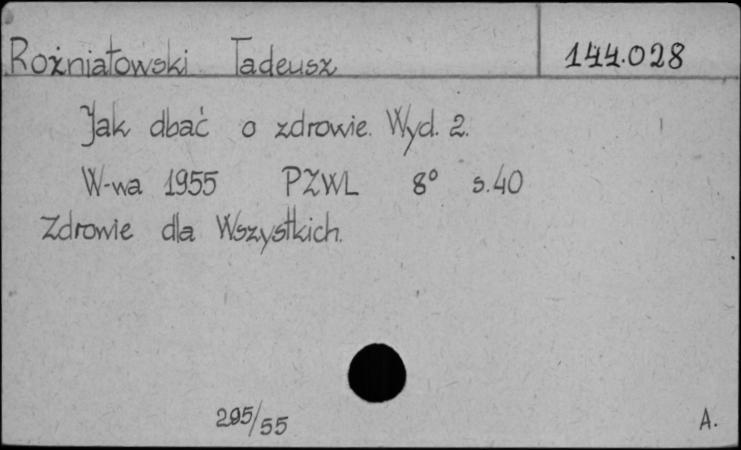 Rożniatowski Tadeusz 144.028
Jak dbać o zdrowie. Wyd. 2.
W-wa 1955 PZWL 8° s.40
Zdrowie dla Wszystkich.
295/55 A.